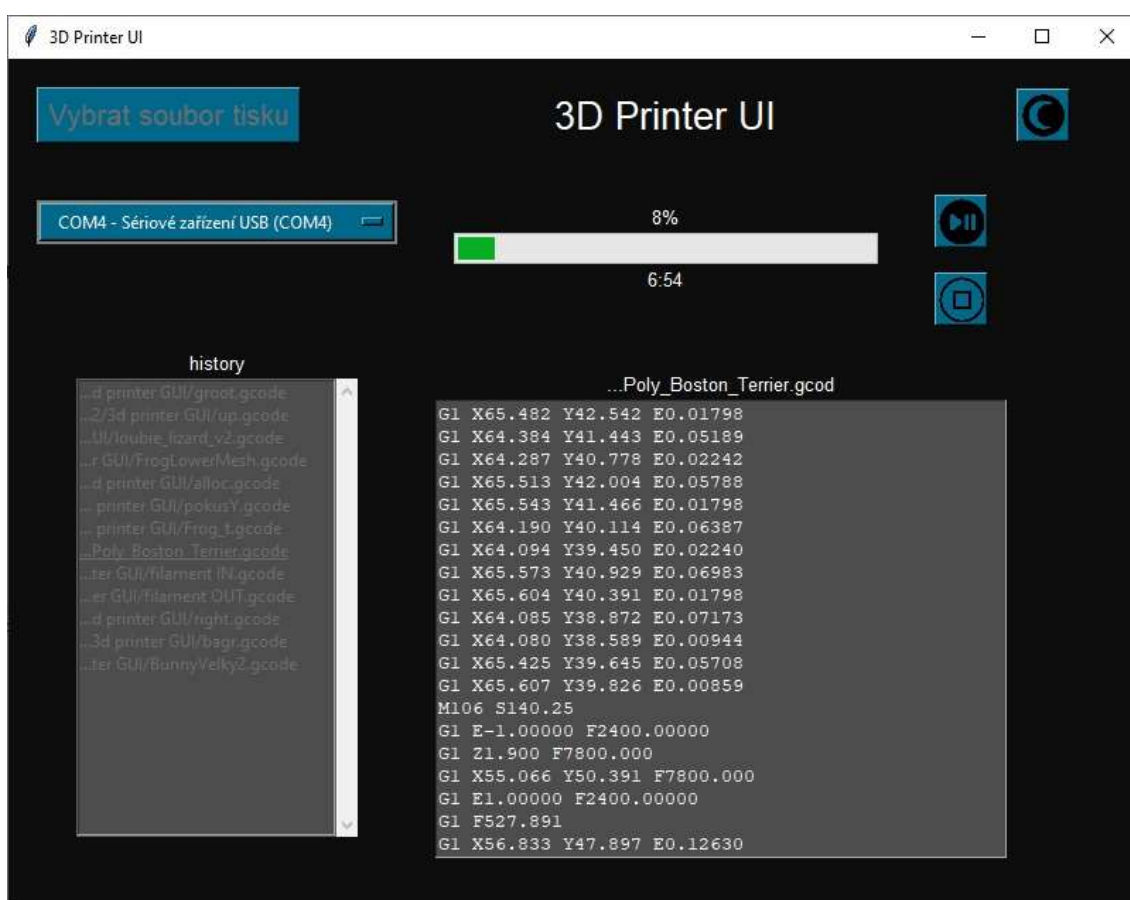 3D Printer UI
Vybrat soubor tisku
3D Printer UI
COM4 - Sériové zařízení USB (COM4)
8%
6:54
history
...d printer GUI/groot.gcode
...2/3d printer GUI/up.gcode
...UI/loubie_lizard_v2.gcode
...r GUI/FrogLowerMesh.gcode
...d printer GUI/alloc.gcode
... printer GUI/pokusY.gcode
... printer GUI/Frog_t.gcode
...Poly_Boston_Terrier.gcode
...ter GUI/filament IN.gcode
...er GUI/filament OUT.gcode
...d printer GUI/right.gcode
...3d printer GUI/bagr.gcode
...ter GUI/BunnyVelky2.gcode
...Poly_Boston_Terrier.gcod
G1 X65.482 Y42.542 E0.01798
G1 X64.384 Y41.443 E0.05189
G1 X64.287 Y40.778 E0.02242
G1 X65.513 Y42.004 E0.05788
G1 X65.543 Y41.466 E0.01798
G1 X64.190 Y40.114 E0.06387
G1 X64.094 Y39.450 E0.02240
G1 X65.573 Y40.929 E0.06983
G1 X65.604 Y40.391 E0.01798
G1 X64.085 Y38.872 E0.07173
G1 X64.080 Y38.589 E0.00944
G1 X65.425 Y39.645 E0.05708
G1 X65.607 Y39.826 E0.00859
M106 S140.25
G1 E-1.00000 F2400.00000
G1 Z1.900 F7800.000
G1 X55.066 Y50.391 F7800.000
G1 E1.00000 F2400.00000
G1 F527.891
G1 X56.833 Y47.897 E0.12630